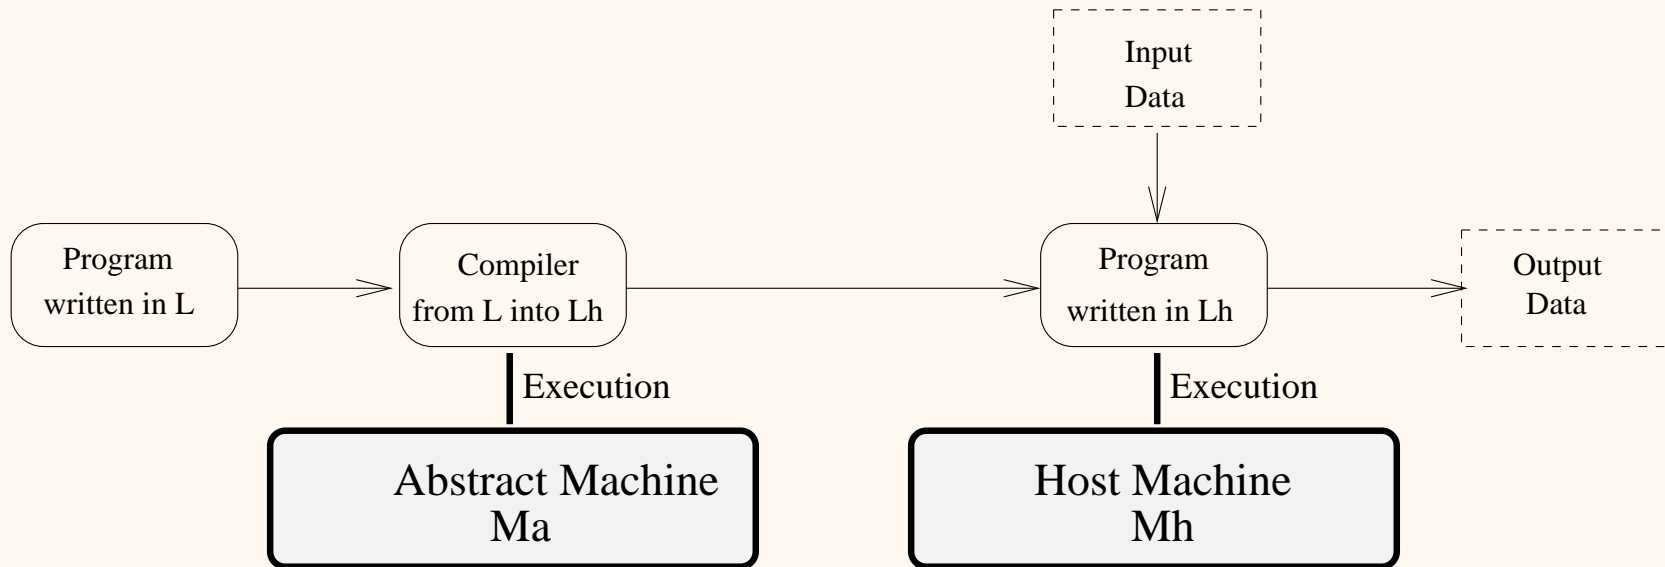 Input
Data
Program
written in L
Compiler
from L into Lh
Program
written in Lh
Output
Data
Execution
Execution
Abstract Machine
Ma
Host Machine
Mh